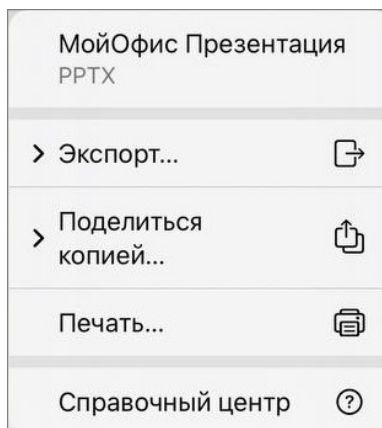 МойОфис Презентация
PPTX
Экспорт...
Поделиться
копией...
Печать...
Справочный центр